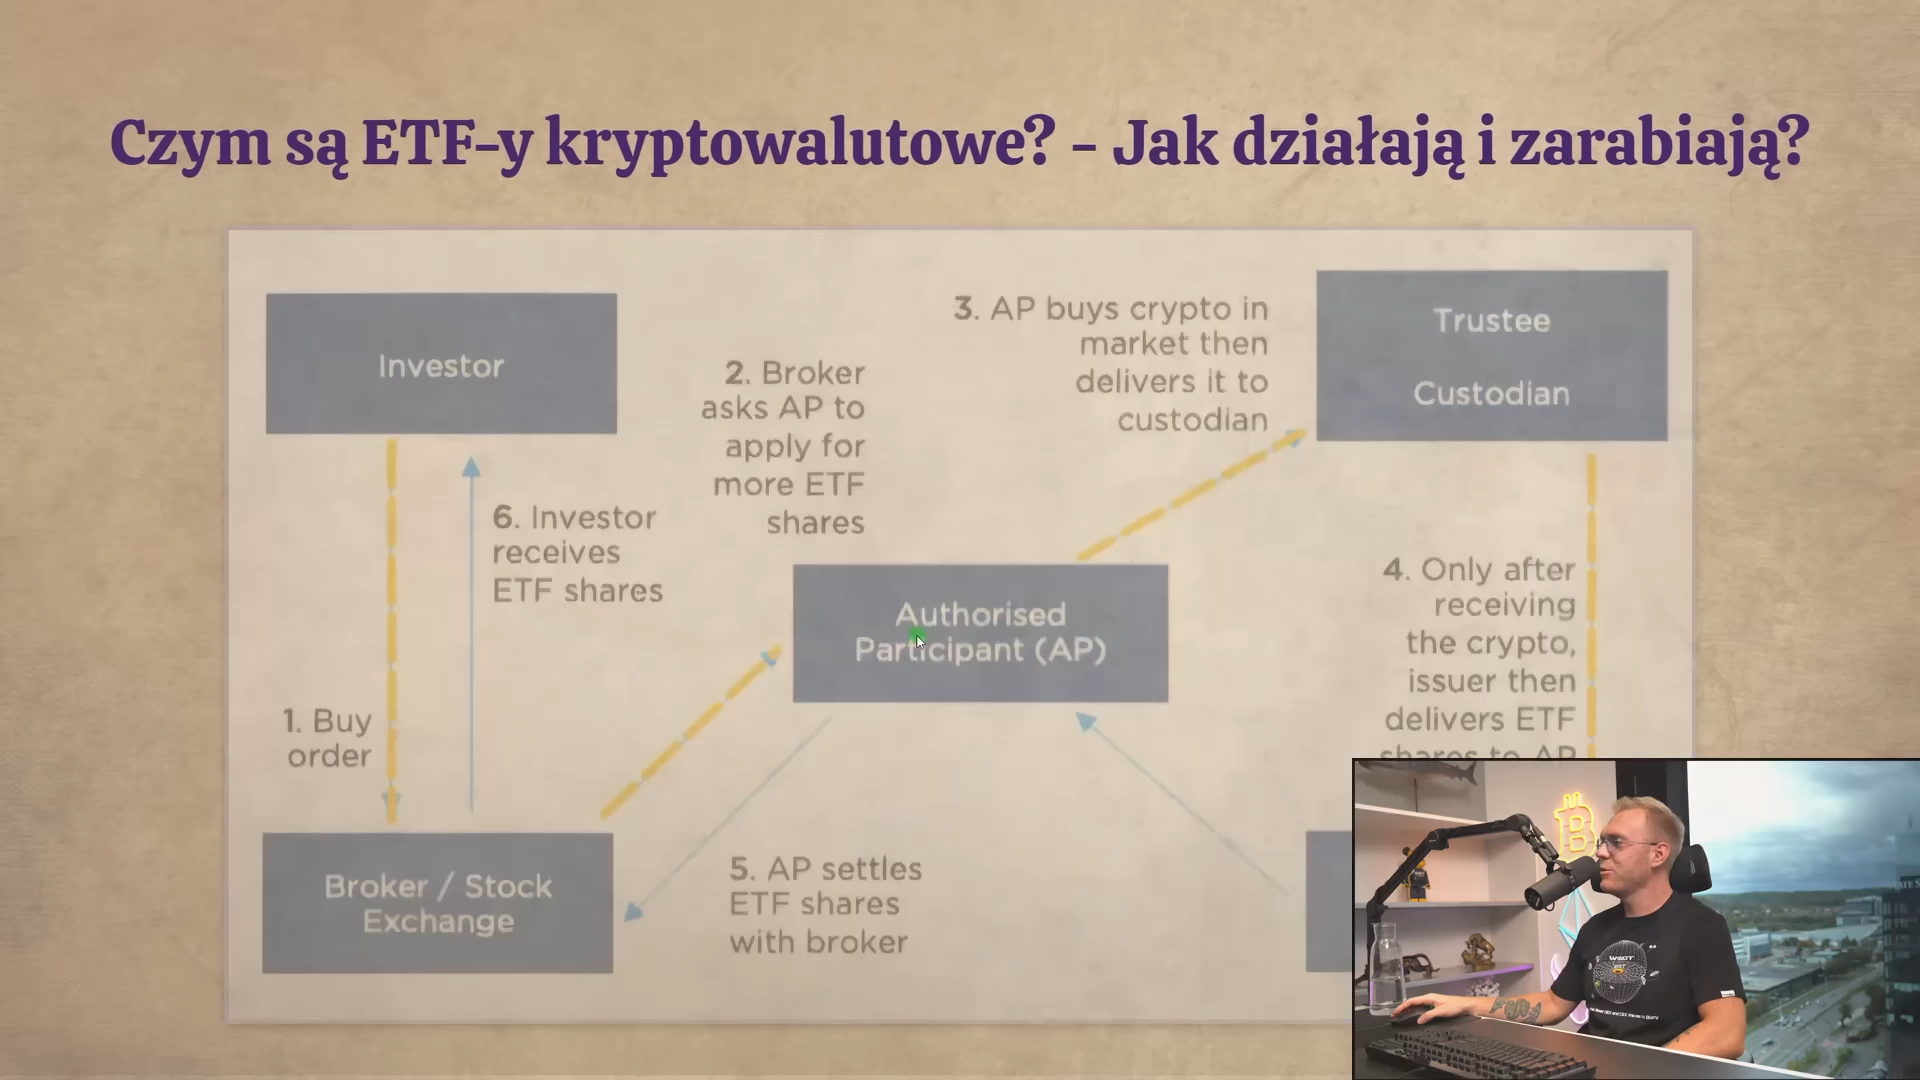 Czym są ETF-y kryptowalutowe? - Jak działają i zarabiają?
Investor
3. AP buys crypto in
market then
delivers it to
custodian
Trustee
Custodian
2. Broker
asks AP to
apply for
more ETF
shares
6. Investor
receives
ETF shares
Authorised
Participant (AP)
4. Only after
receiving
the crypto,
issuer then
delivers ETF
shares to AP
1. Buy
order
Broker / Stock
Exchange
5. AP settles
ETF shares
with broker